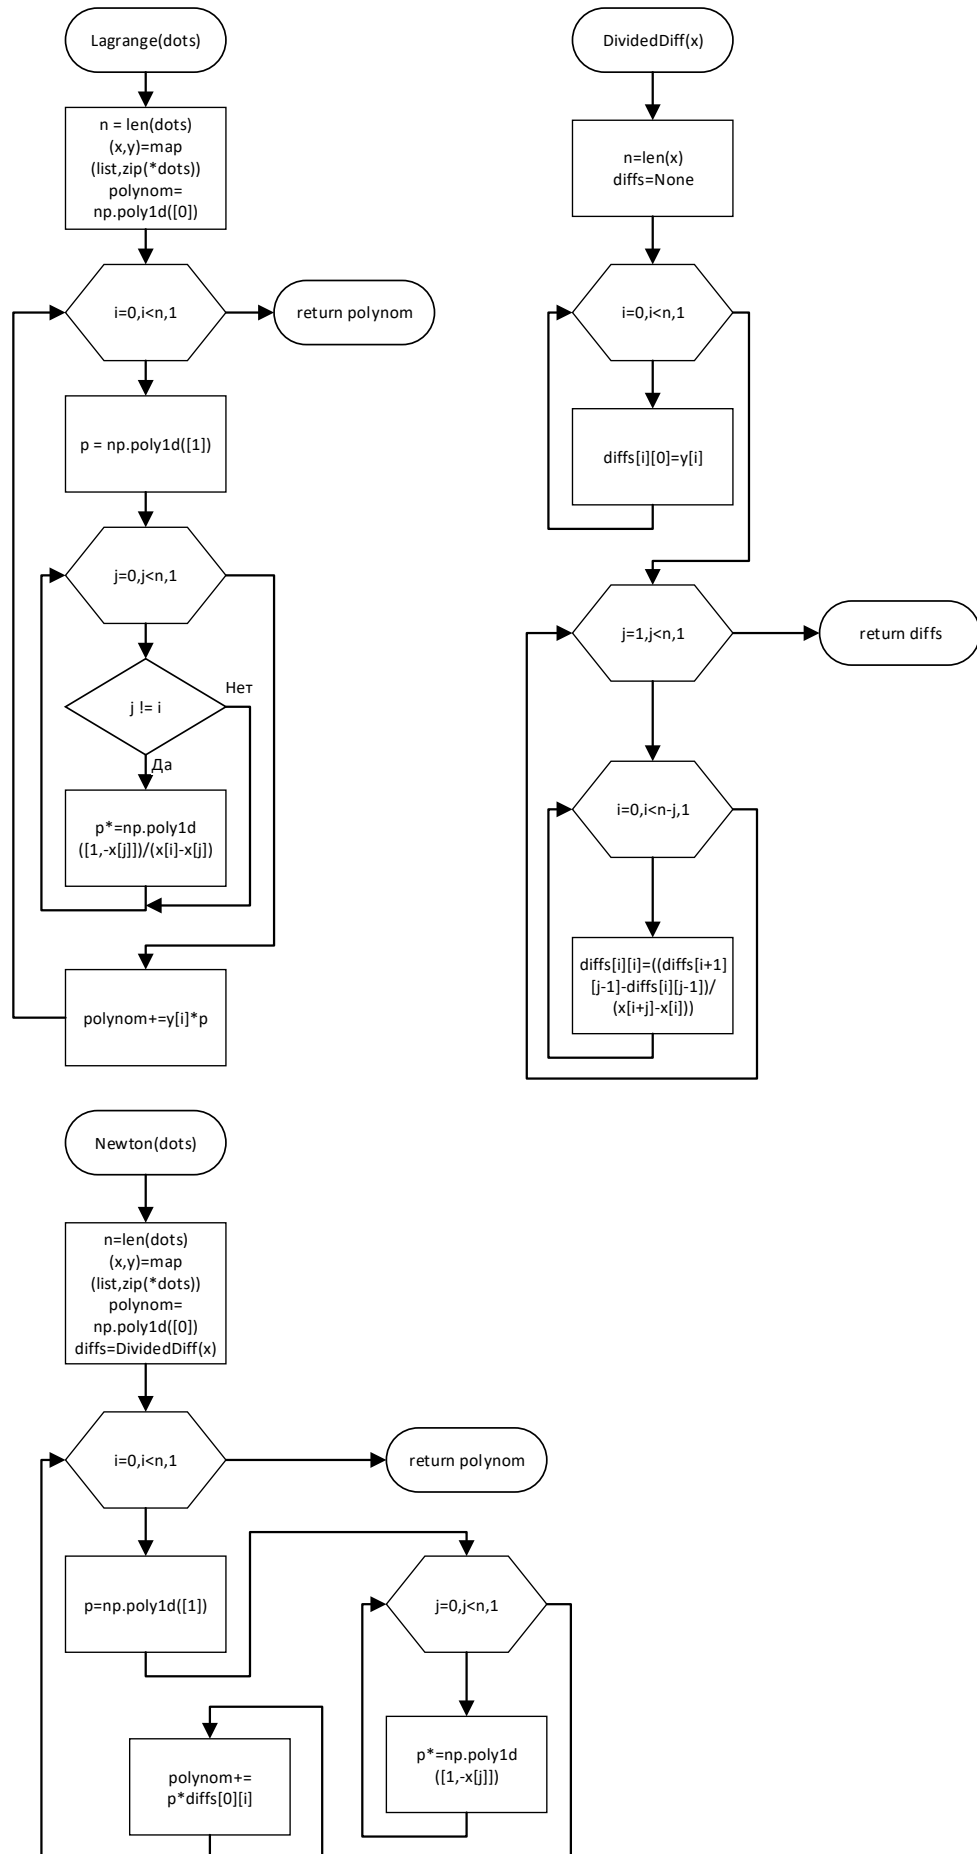 Lagrange(dots)
n = len(dots)
(x,y)=map
(list,zip(*dots))
polynom=
np.poly1d([0])
i=0,i<n,1
return polynom
p = np.poly1d([1])
j=0,j<n,1
j != i
Нет
Да
p*=np.poly1d
([1,-x[j]])/(x[i]-x[j])
polynom+=y[i]*p
DividedDiff(x)
n=len(x)
diffs=None
i=0,i<n,1
diffs[i][0]=y[i]
j=1,j<n,1
return diffs
i=0,i<n-j,1
diffs[i][i]=((diffs[i+1]
[j-1]-diffs[i][j-1])/
(x[i+j]-x[i]))
Newton(dots)
n=len(dots)
(x,y)=map
(list,zip(*dots))
polynom=
np.poly1d([0])
diffs=DividedDiff(x)
i=0,i<n,1
return polynom
p=np.poly1d([1])
j=0,j<n,1
p*=np.poly1d
([1,-x[j]])
polynom+=
p*diffs[0][i]